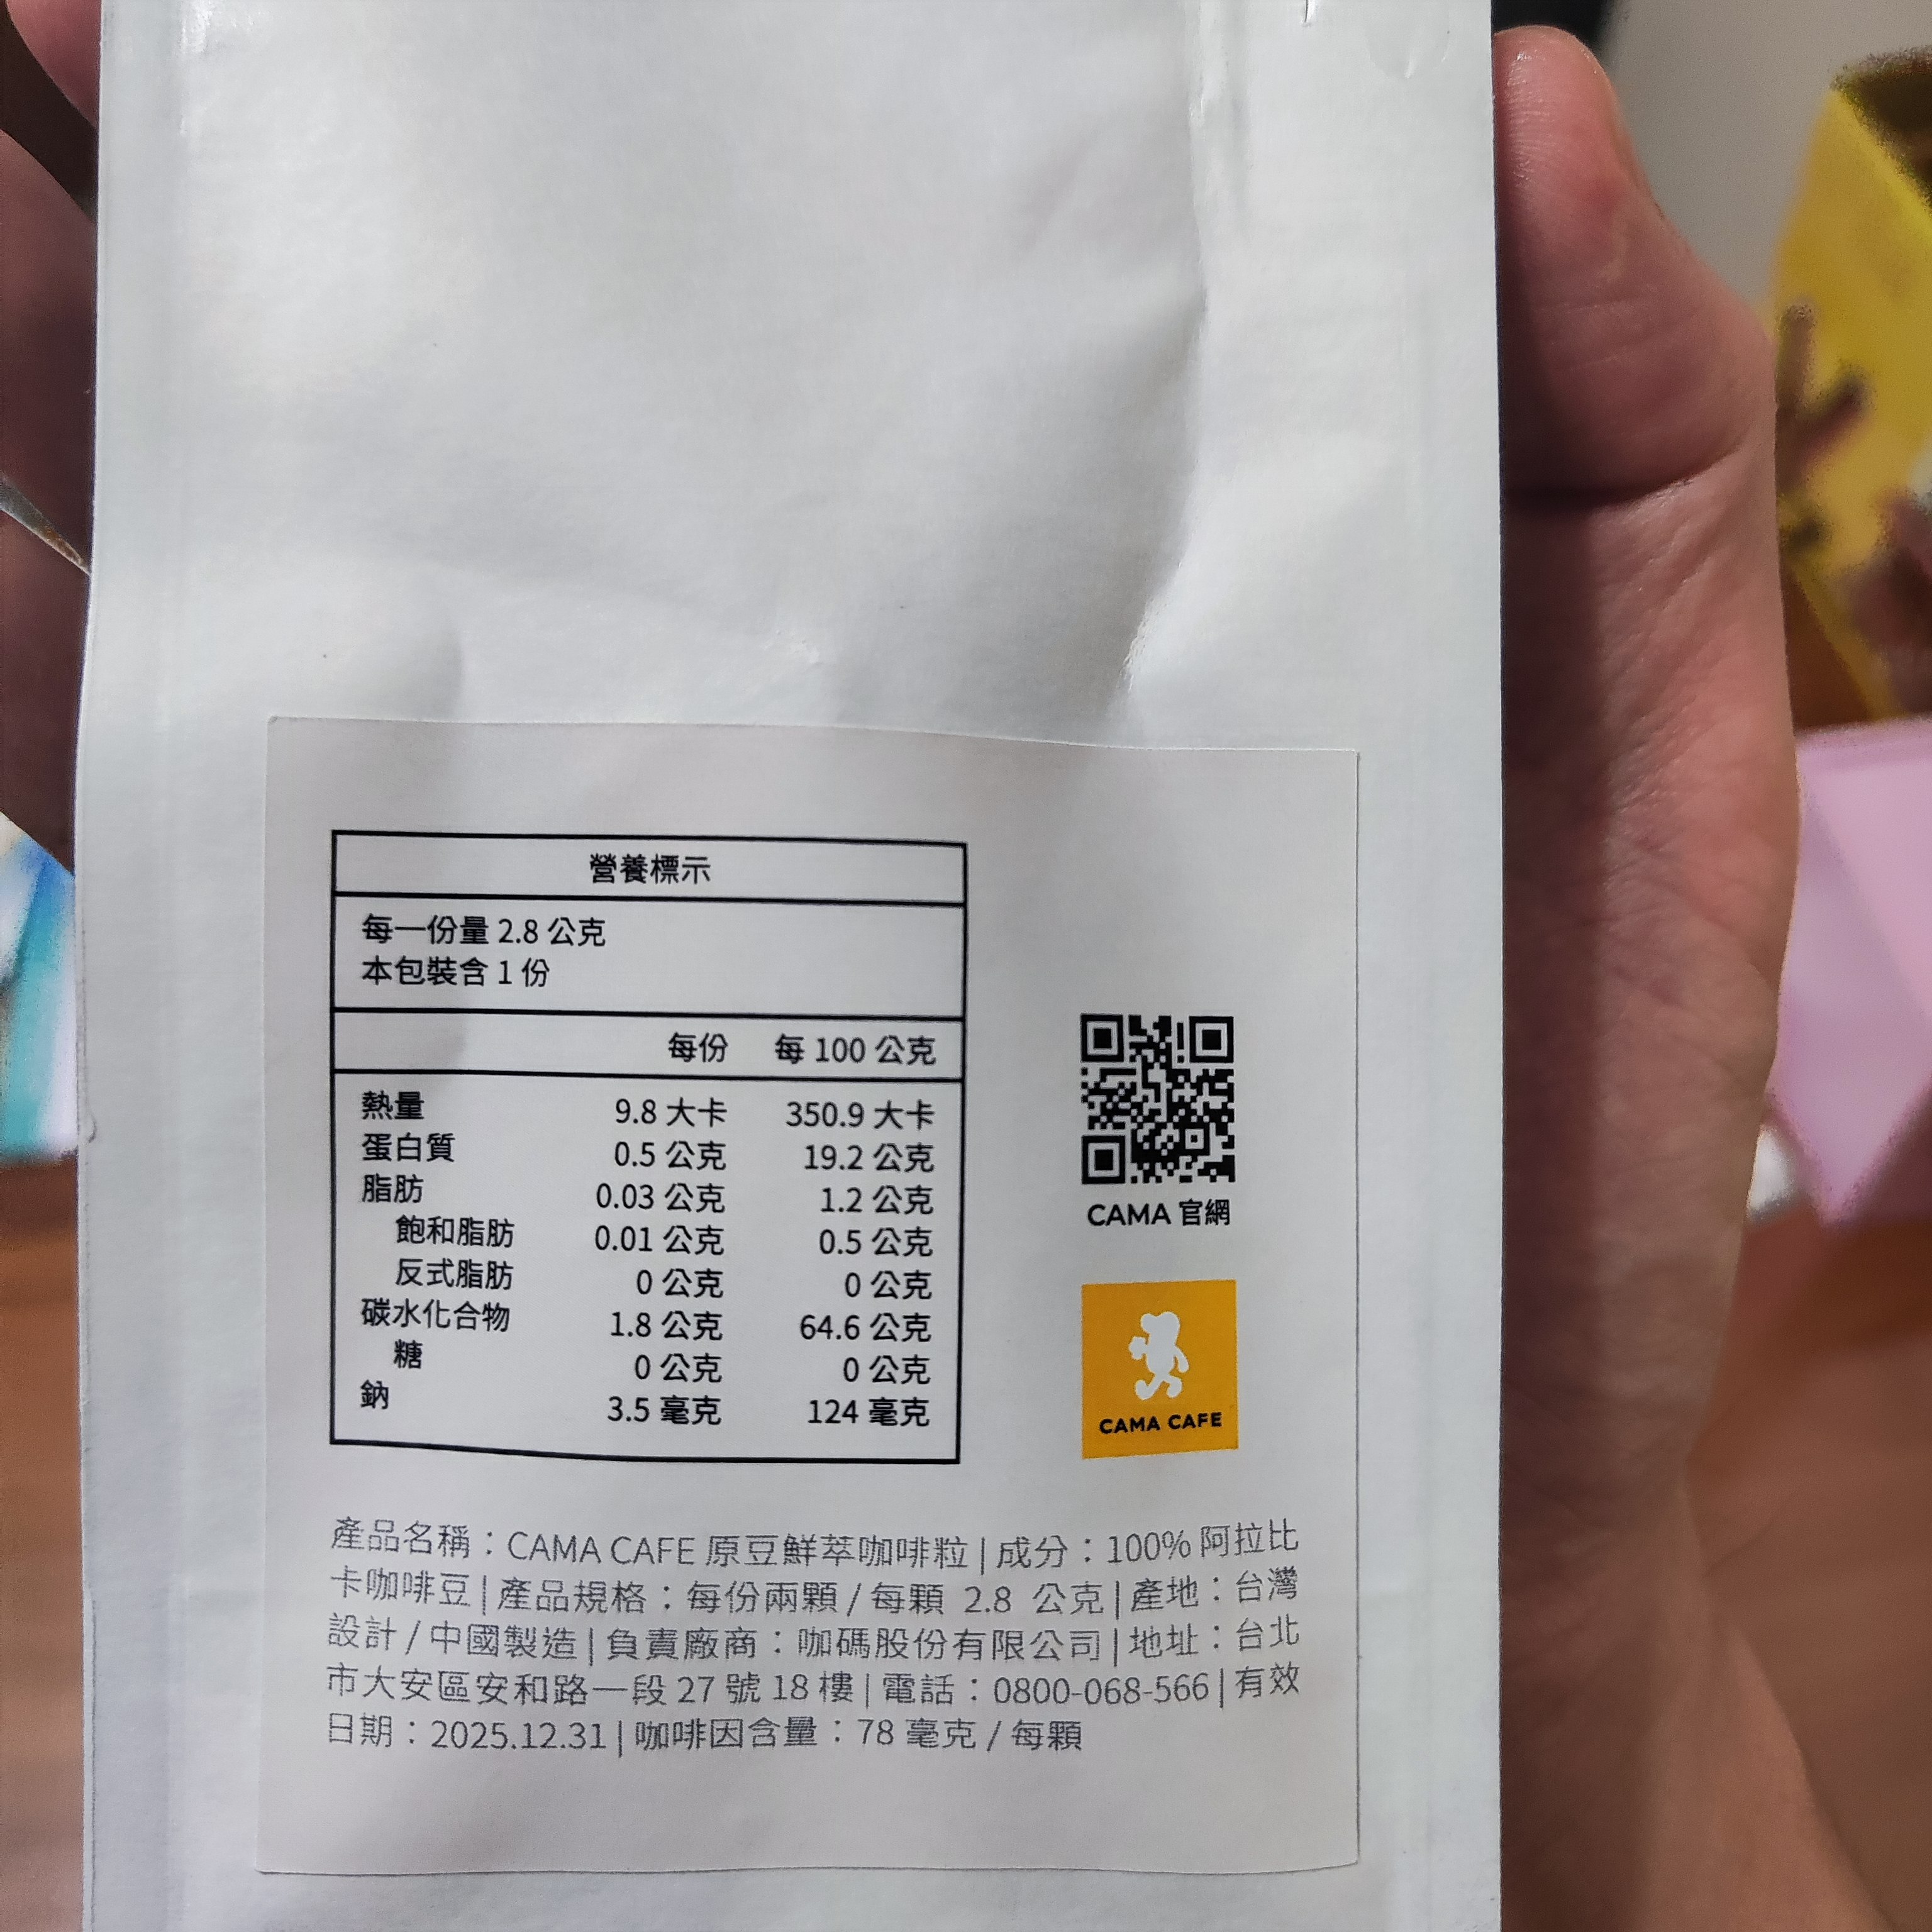 營養標示
每一份量 2.8 公克
本包裝含 1 份
每份 每 100 公克
熱量 9.8 大卡 350.9 大卡
蛋白質 0.5 公克 19.2 公克
脂肪 0.03 公克 1.2 公克
飽和脂肪 0.01 公克 0.5 公克
反式脂肪 0 公克 0 公克
碳水化合物 1.8 公克 64.6 公克
糖 0 公克 0 公克
鈉 3.5 毫克 124 毫克
CAMA 官網
CAMA CAFE
產品名稱：CAMA CAFE 原豆鮮萃咖啡粒 | 成分：100% 阿拉比
卡咖啡豆 | 產品規格：每份兩顆 / 每顆 2.8 公克 | 產地：台灣
設計 / 中國製造 | 負責廠商：咖碼股份有限公司 | 地址：台北
市大安區安和路一段 27 號 18 樓 | 電話：0800-068-566 | 有效
日期：2025.12.31 | 咖啡因含量：78 毫克 / 每顆